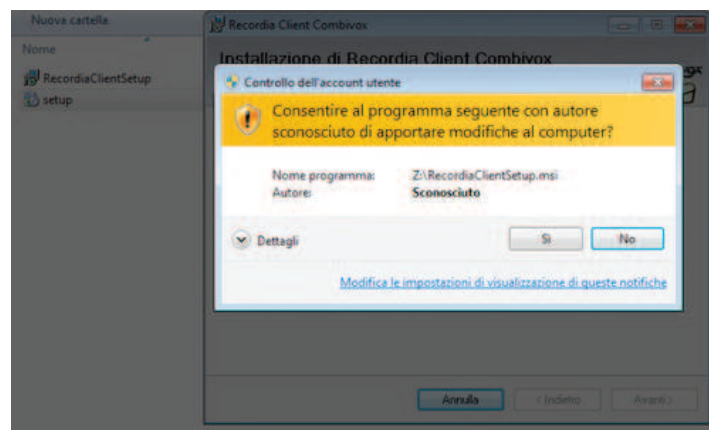 Nuova cartella
Recordia Client Combivox
Nome
Installazione di Recordia Client Combivox
RecordiaClientSetup
setup
Controllo dell'account utente
Consentire al programma seguente con autore
sconosciuto di apportare modifiche al computer?
Nome programma: Z:\RecordiaClientSetup.msi
Autore: Sconosciuto
Dettagli
Sì
No
Modifica le impostazioni di visualizzazione di queste notifiche
Annulla
< Indietro
Avanti >